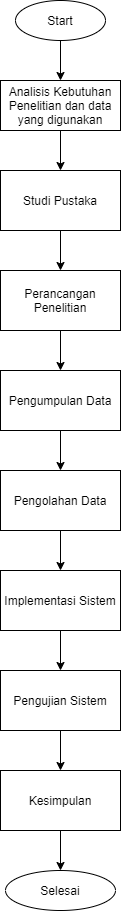 Start
Analisis Kebutuhan
Penelitian dan data
yang digunakan
Studi Pustaka
Perancangan
Penelitian
Pengumpulan Data
Pengolahan Data
Implementasi Sistem
Pengujian Sistem
Kesimpulan
Selesai